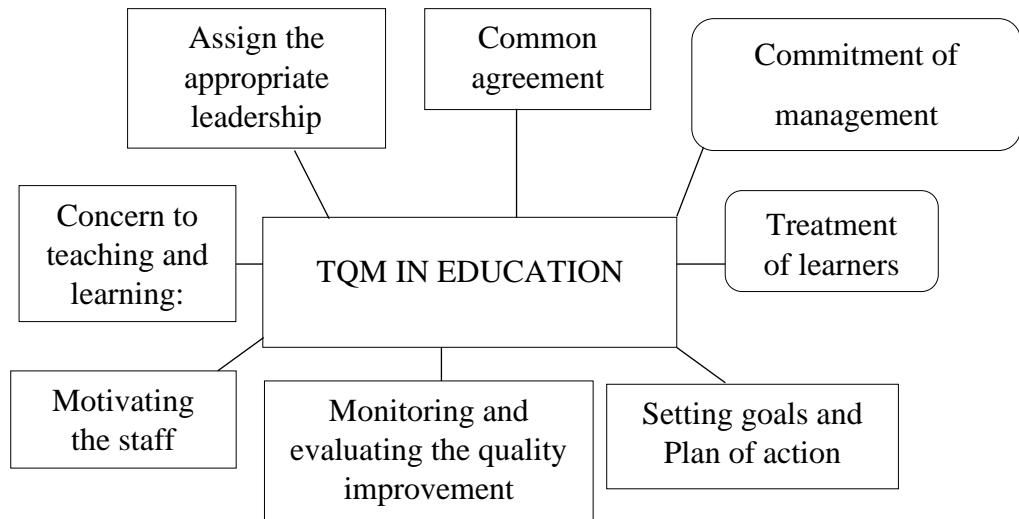 Assign the
appropriate
leadership
Common
agreement
Commitment of
management
Concern to
teaching and
learning:
TQM IN EDUCATION
Treatment
of learners
Motivating
the staff
Monitoring and
evaluating the quality
improvement
Setting goals and
Plan of action